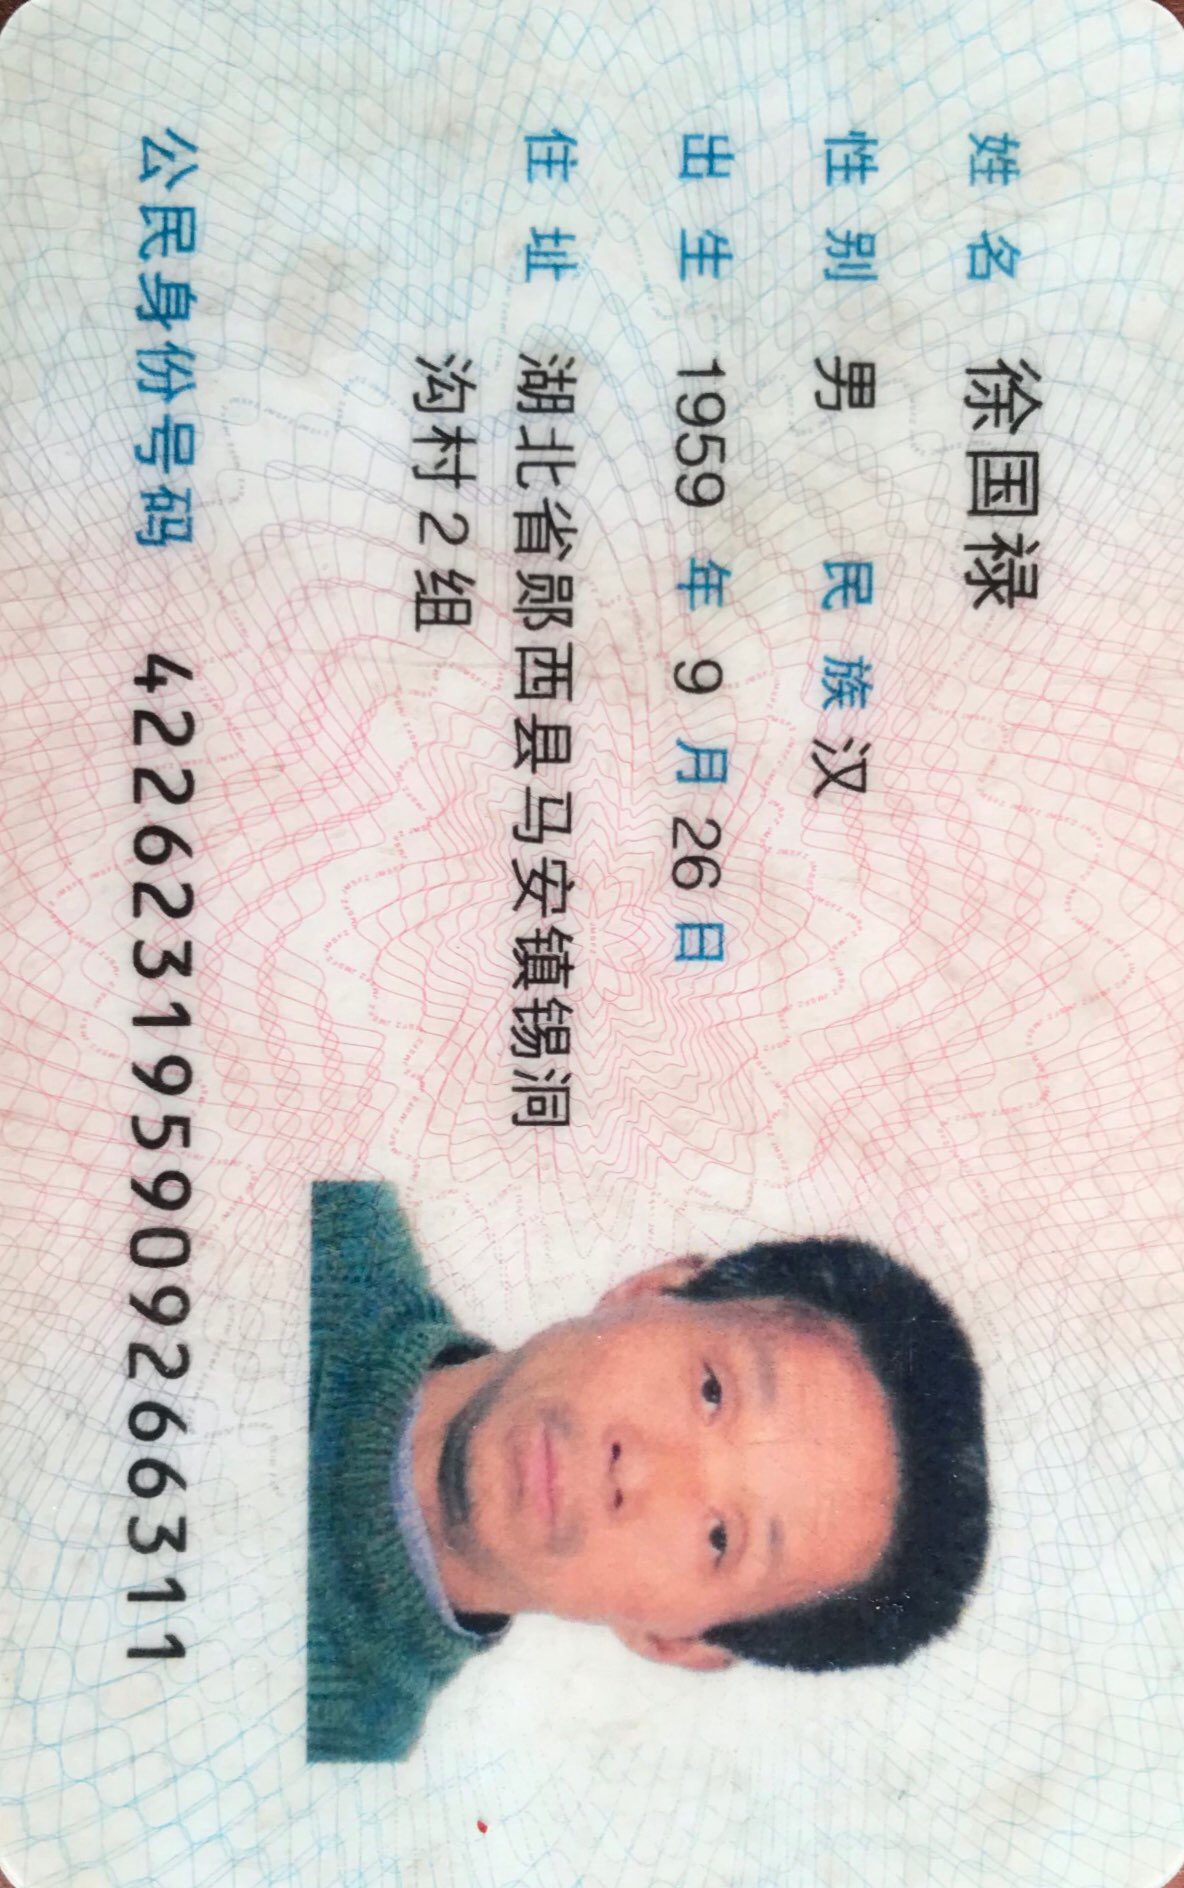 姓名 徐国禄
性别 男 民族 汉
出生 1959 年 9 月 26 日
住址 湖北省郧西县马安镇锡洞
沟村2组
公民身份号码 422623195909266311